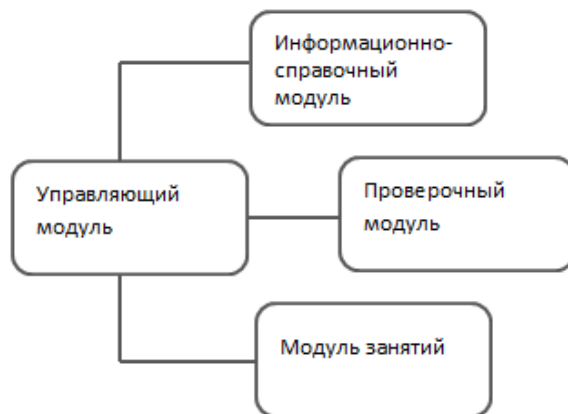 Информационно-
справочный
модуль
Управляющий
модуль
Проверочный
модуль
Модуль занятий